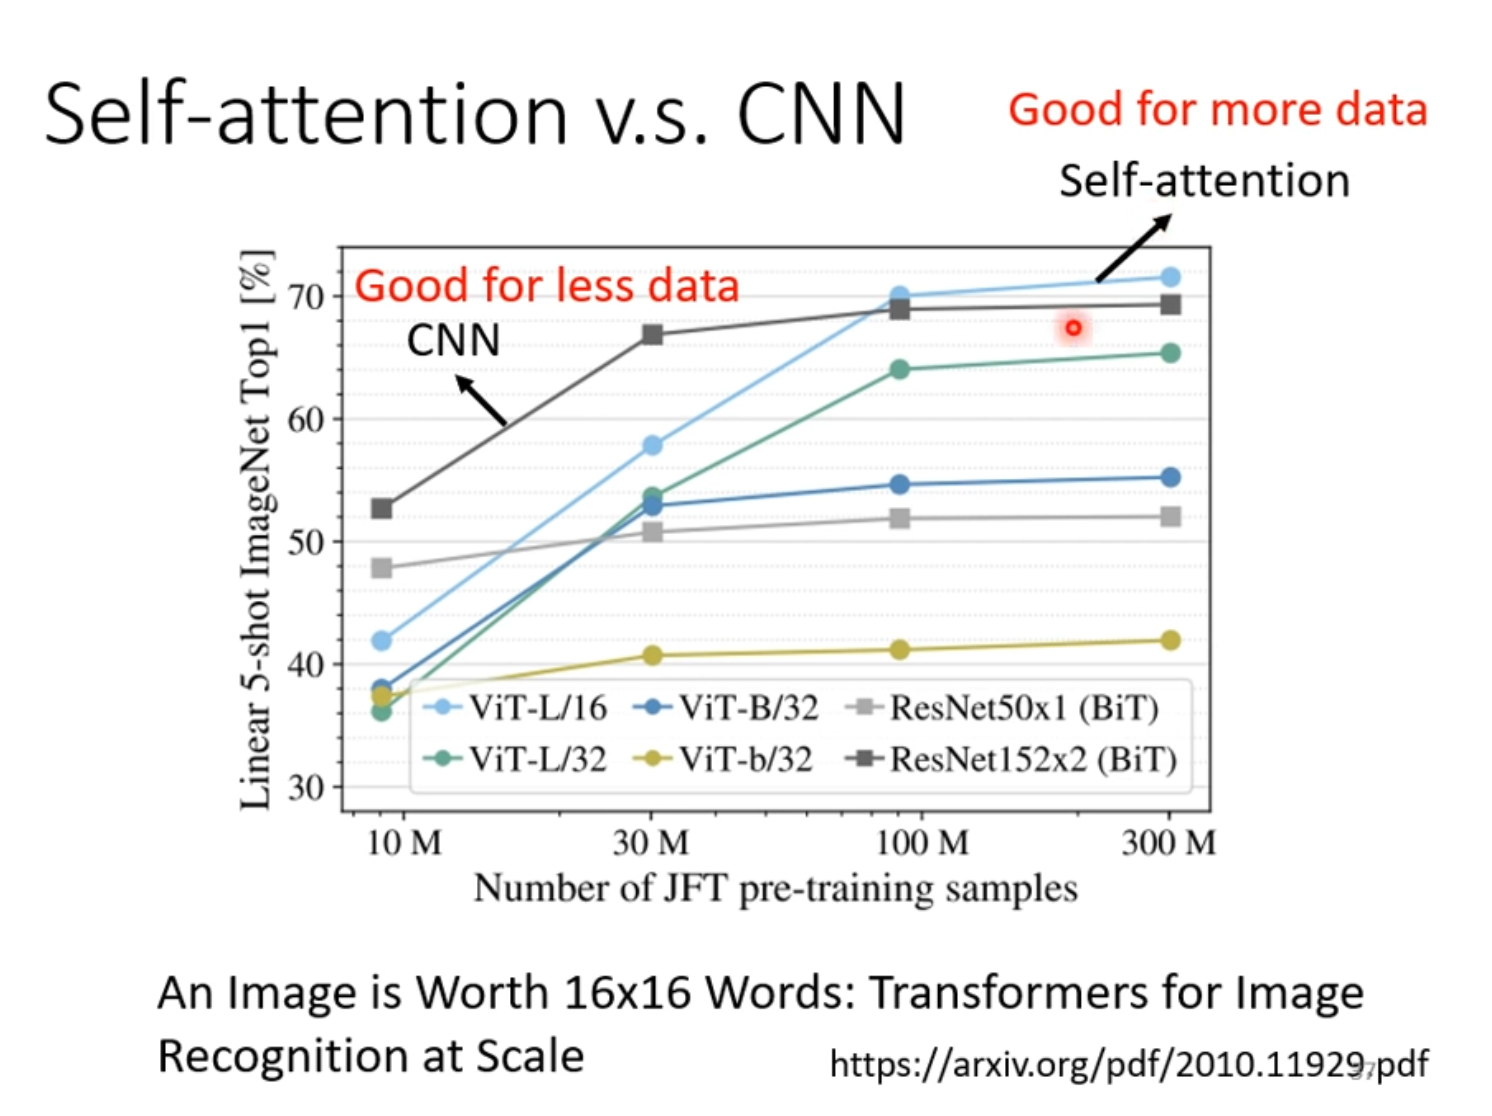 Self-attention v.s. CNN
Good for more data
Self-attention
Good for less data
CNN
Linear 5-shot ImageNet Top1 [%]
70
60
50
40
30
ViT-L/16 ViT-B/32 ResNet50x1 (BiT)
ViT-L/32 ViT-b/32 ResNet152x2 (BiT)
10 M 30 M 100 M 300 M
Number of JFT pre-training samples
An Image is Worth 16x16 Words: Transformers for Image
Recognition at Scale
https://arxiv.org/pdf/2010.11929.pdf
37